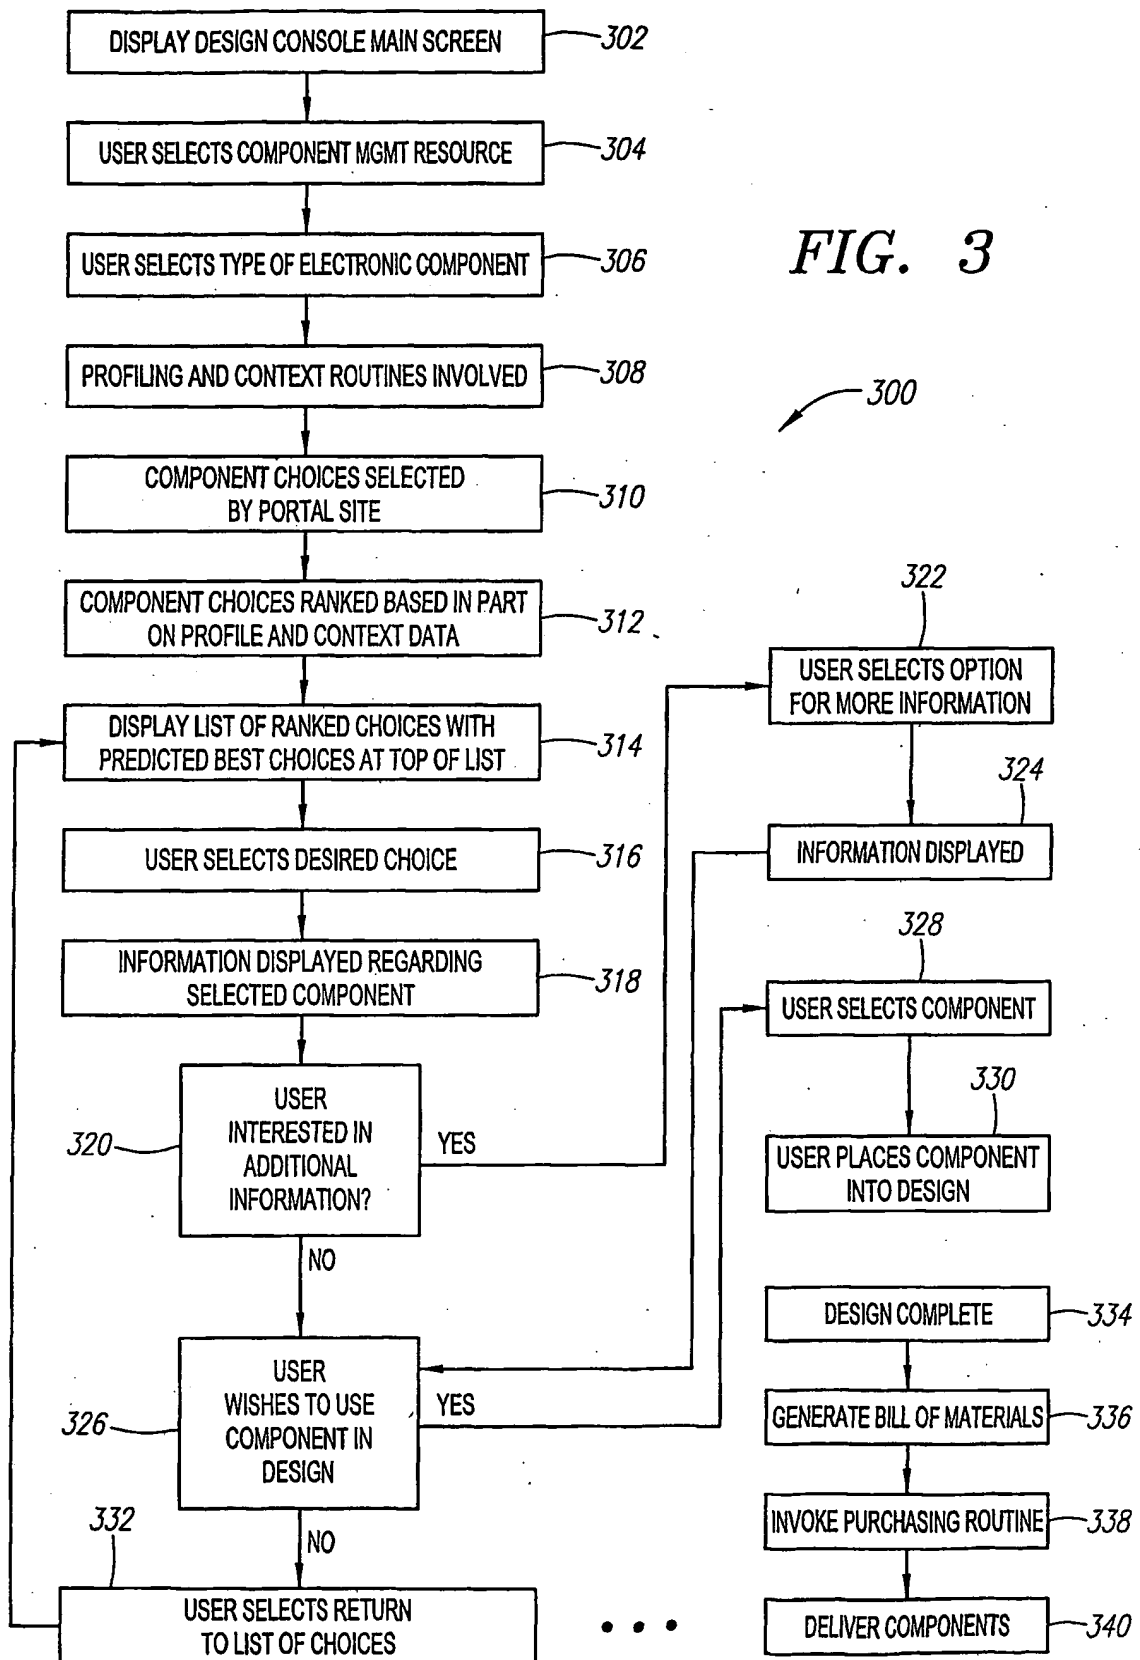 DISPLAY DESIGN CONSOLE MAIN SCREEN
302
USER SELECTS COMPONENT MGMT RESOURCE
304
USER SELECTS TYPE OF ELECTRONIC COMPONENT
306
FIG. 3
PROFILING AND CONTEXT ROUTINES INVOLVED
308
300
COMPONENT CHOICES SELECTED
BY PORTAL SITE
310
COMPONENT CHOICES RANKED BASED IN PART
ON PROFILE AND CONTEXT DATA
312
DISPLAY LIST OF RANKED CHOICES WITH
PREDICTED BEST CHOICES AT TOP OF LIST
314
USER SELECTS DESIRED CHOICE
316
INFORMATION DISPLAYED REGARDING
SELECTED COMPONENT
318
USER
INTERESTED IN
ADDITIONAL
INFORMATION?
320
YES
NO
322
USER SELECTS OPTION
FOR MORE INFORMATION
324
INFORMATION DISPLAYED
USER
WISHES TO USE
COMPONENT IN
DESIGN
326
YES
NO
328
USER SELECTS COMPONENT
330
USER PLACES COMPONENT
INTO DESIGN
332
USER SELECTS RETURN
TO LIST OF CHOICES
• • •
DESIGN COMPLETE
334
GENERATE BILL OF MATERIALS
336
INVOKE PURCHASING ROUTINE
338
DELIVER COMPONENTS
340